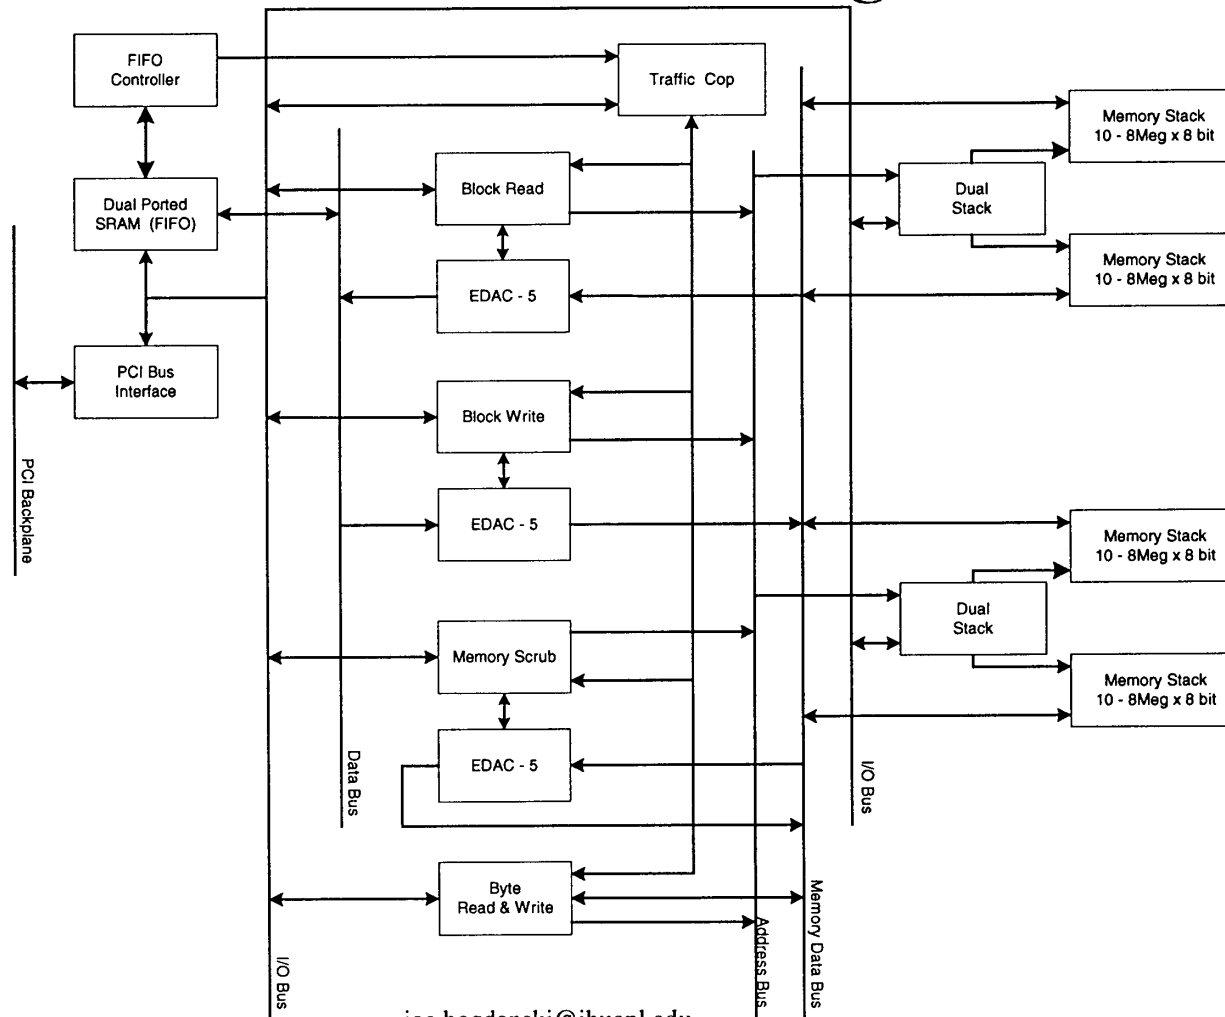 FIFO
Controller
Traffic Cop
Memory Stack
10 - 8Meg x 8 bit
Block Read
Dual
Stack
Dual Ported
SRAM (FIFO)
Memory Stack
10 - 8Meg x 8 bit
EDAC - 5
PCI Bus
Interface
Block Write
PCI Backplane
EDAC - 5
Memory Stack
10 - 8Meg x 8 bit
Dual
Stack
Memory Scrub
Memory Stack
10 - 8Meg x 8 bit
Data Bus
EDAC - 5
I/O Bus
Byte
Read & Write
Memory Data Bus
Address Bus
I/O Bus